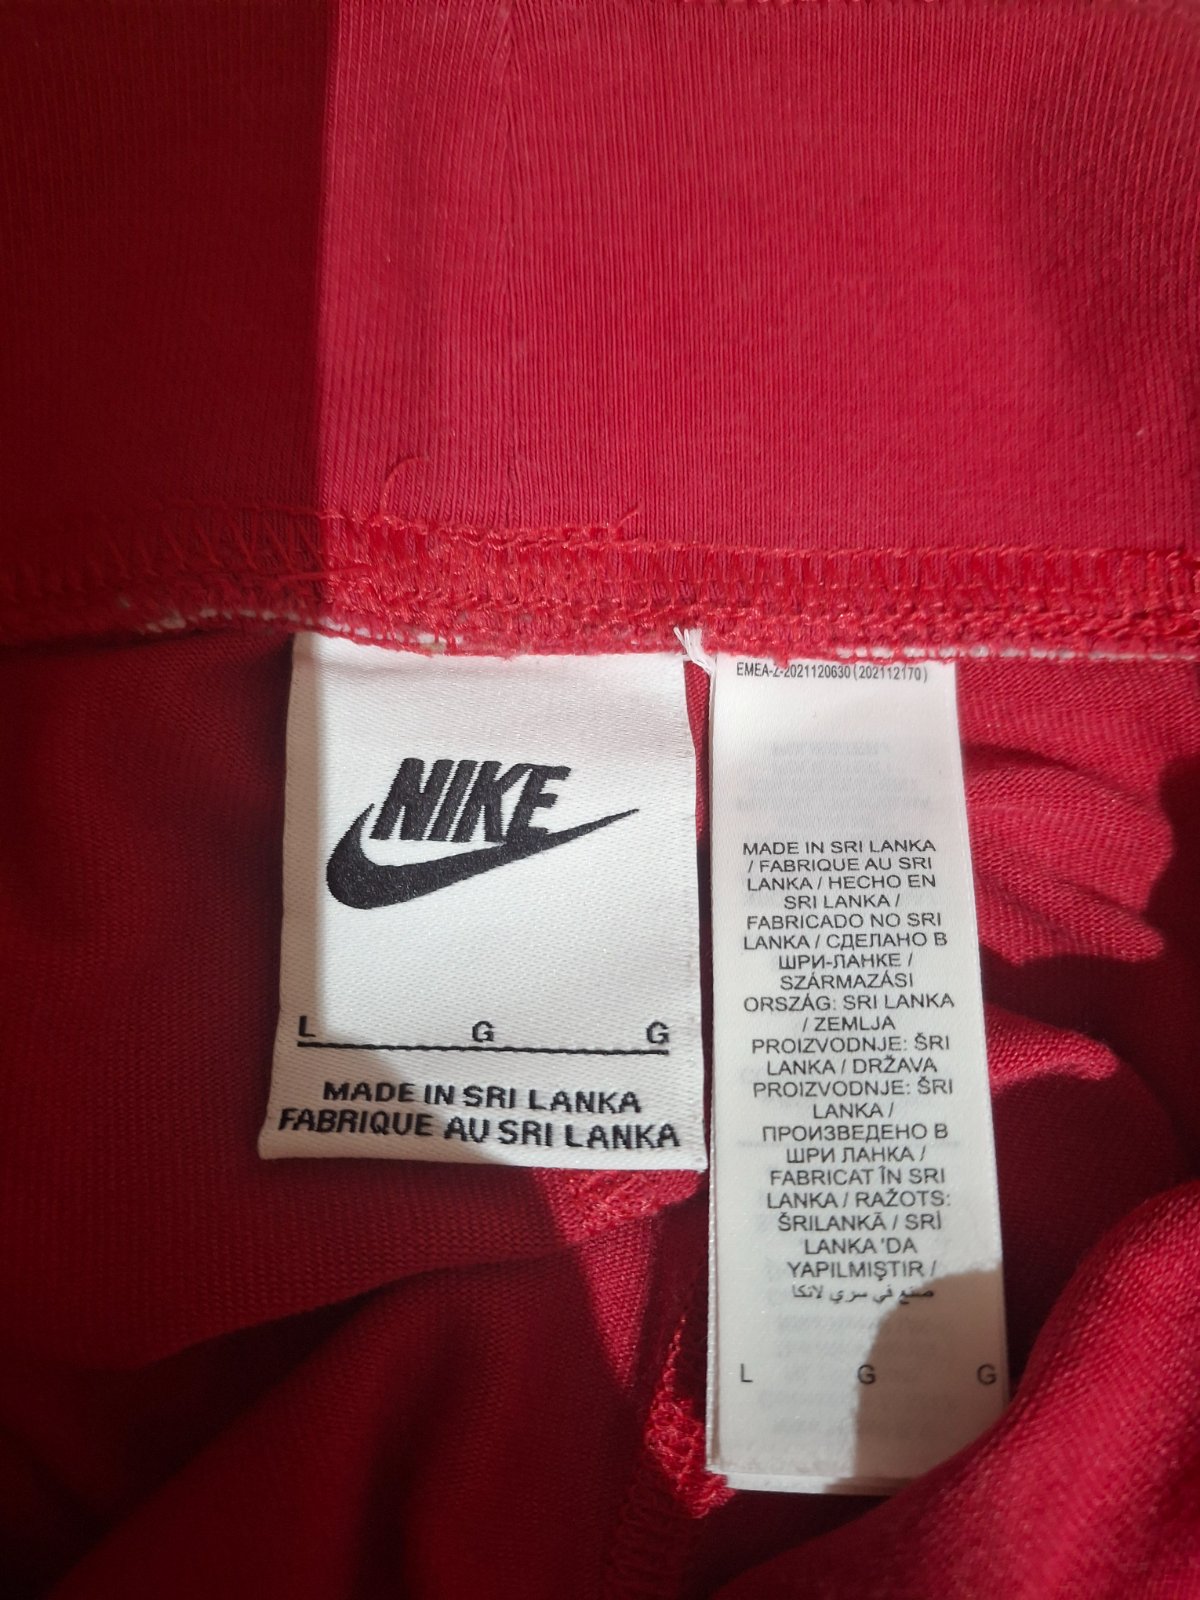 NIKE
L G G
MADE IN SRI LANKA
FABRIQUE AU SRI LANKA
EMEA-Z-2021120630 (202112170)
MADE IN SRI LANKA
/ FABRIQUE AU SRI
LANKA / HECHO EN
SRI LANKA /
FABRICADO NO SRI
LANKA / СДЕЛАНО В
ШРИ-ЛАНКЕ /
SZÁRMAZÁSI
ORSZÁG: SRI LANKA
/ ZEMLJA
PROIZVODNJE: ŠRI
LANKA / DRŽAVA
PROIZVODNJE: ŠRI
LANKA /
ПРОИЗВЕДЕНО В
ШРИ ЛАНКА /
FABRICAT ÎN SRI
LANKA / RAŽOTS:
ŠRILANKĀ / SRİ
LANKA 'DA
YAPILMIŞTIR /
صنع في سري لانكا
L G G